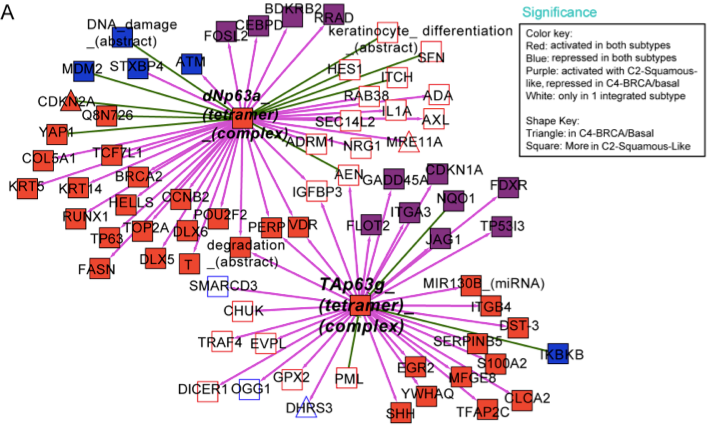 A
DNA_damage
_(abstract)
FOSL2
CEBPD
BDKRB2
RRAD
keratinocyte_differentiation
_(abstract)
SFN
MDM2
STXBP4
ATM
HES1
ITCH
dNp63a_
(tetramer)
_(complex)
CDKN2A
Q8N726
RAB38
ADA
IL1A
SEC14L2
AXL
YAP1
ADRM1
NRG1
MRE11A
COL5A1
TCF7L1
KRT5
KRT14
BRCA2
AEN
GADD45A
CDKN1A
IGFBP3
NQO1
FDXR
HELLS
CCNB2
RUNX1
POU2F2
TP63
TOP2A
DLX6
PERP
VDR
FLOT2
ITGA3
JAG1
TP53I3
degradation
_(abstract)
FASN
DLX5
T
SMARCD3
TAp63g_
(tetramer)_
(complex)
MIR130B_(miRNA)
ITGB4
CHUK
DST-3
TRAF4
EVPL
SERPINB5
IKBKB
S100A2
EGR2
MFGE8
DICER1
OGG1
GPX2
PML
YWHAQ
CLCA2
DHRS3
SHH
TFAP2C
Significance
Color key:
Red: activated in both subtypes
Blue: repressed in both subtypes
Purple: activated with C2-Squamous-
like, repressed in C4-BRCA/basal
White: only in 1 integrated subtype
Shape Key:
Triangle: in C4-BRCA/Basal
Square: More in C2-Squamous-Like